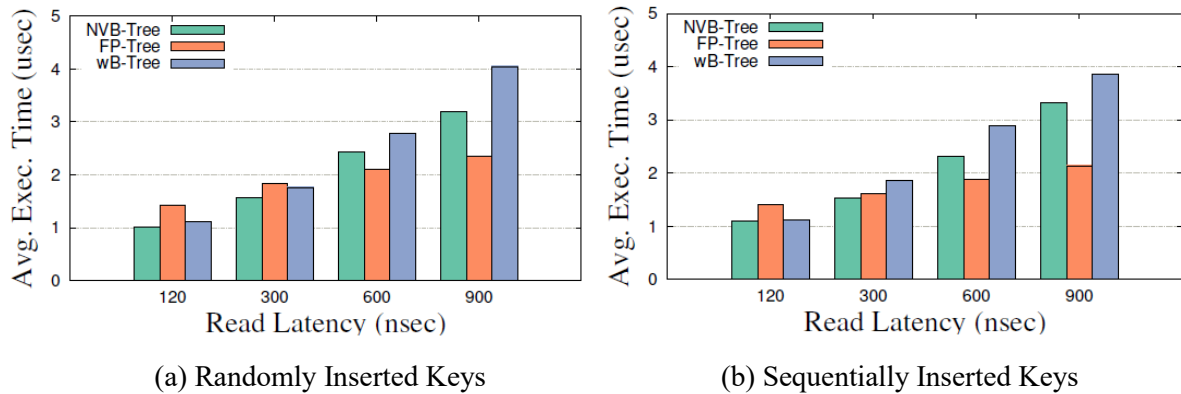 5
4
3
2
1
0
Avg. Exec. Time (usec)
NVB-Tree
FP-Tree
wB-Tree
120 300 600 900
Read Latency (nsec)
(a) Randomly Inserted Keys
5
4
3
2
1
0
Avg. Exec. Time (usec)
NVB-Tree
FP-Tree
wB-Tree
120 300 600 900
Read Latency (nsec)
(b) Sequentially Inserted Keys